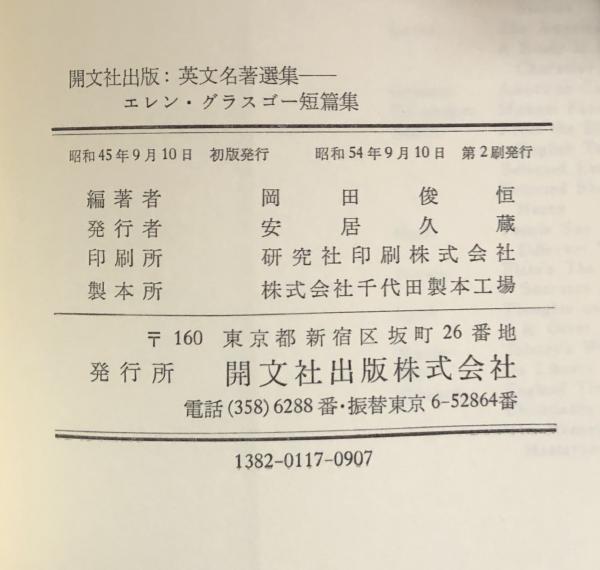 開文社出版：英文名著選集——
エレン・グラスゴー短篇集
昭和45年9月10日 初版発行 昭和54年9月10日 第2刷発行
編著者 岡田俊恒
発行者 安居久蔵
印刷所 研究社印刷株式会社
製本所 株式会社千代田製本工場
〒160 東京都新宿区坂町26番地
発行所 開文社出版株式会社
電話(358)6288番・振替東京6-52864番
1382-0117-0907